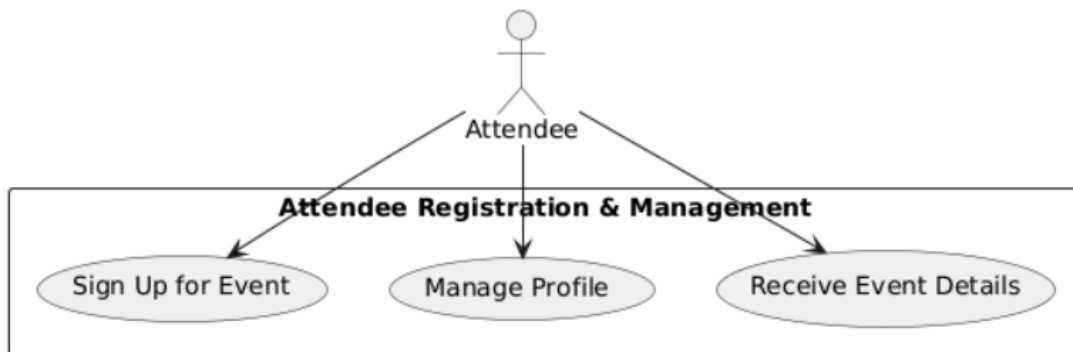 Attendee
Attendee Registration & Management
Sign Up for Event
Manage Profile
Receive Event Details